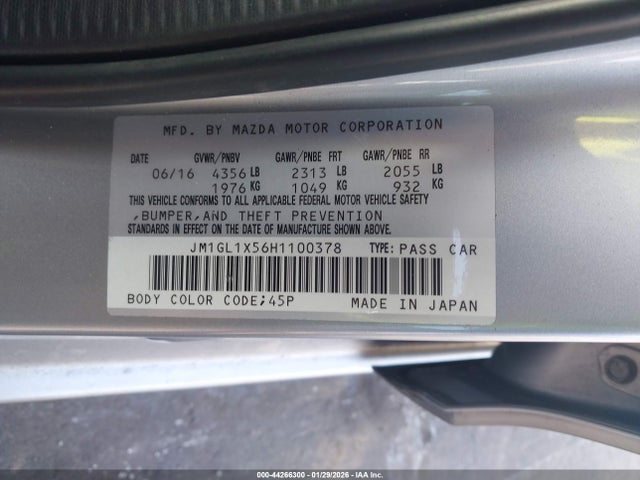 MFD. BY MAZDA MOTOR CORPORATION
DATE GVWR/PNBV GAWR/PNBE FRT GAWR/PNBE RR
06/16 4356 LB 2313 LB 2055 LB
1976 KG 1049 KG 932 KG
THIS VEHICLE CONFORMS TO ALL APPLICABLE FEDERAL MOTOR VEHICLE SAFETY
,BUMPER,AND THEFT PREVENTION
STANDARDS IN EFFECT ON THE DATE OF MANUFACTURE SHOWN ABOVE.
JM1GL1X56H1100378 TYPE: PASS CAR
BODY COLOR CODE;45P MADE IN JAPAN
000-44266300 - 01/29/2026 - IAA Inc.